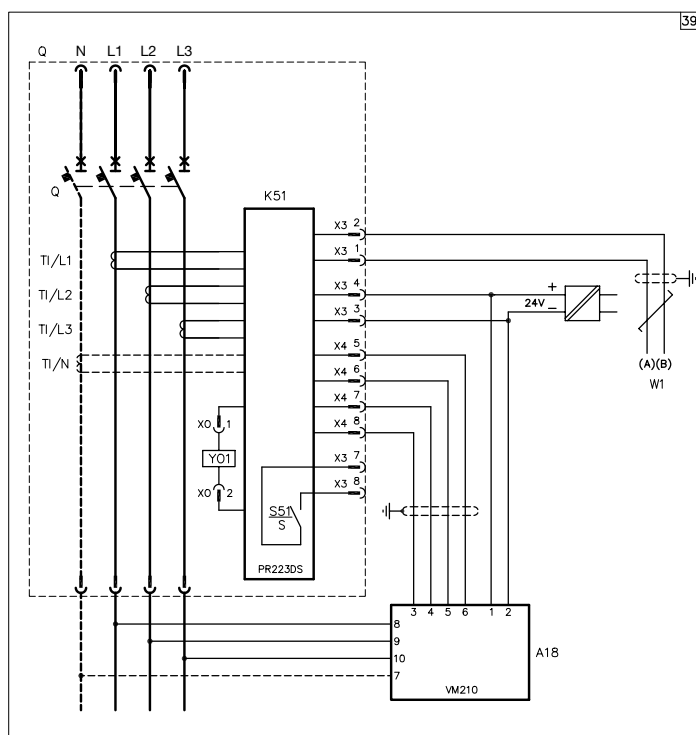 39
Q N L1 L2 L3
Q
K51
X3 2
X3 1
TI/L1
X3 4
+
TI/L2
24V
X3 3
−
TI/L3
X4 5
TI/N
(A)(B)
X4 6
W1
X4 7
X0 1
X4 8
Y01
X3 7
X0 2
X3 8
S51
S
PR223DS
3 4 5 6 1 2
8
9
A18
10
7
VM210